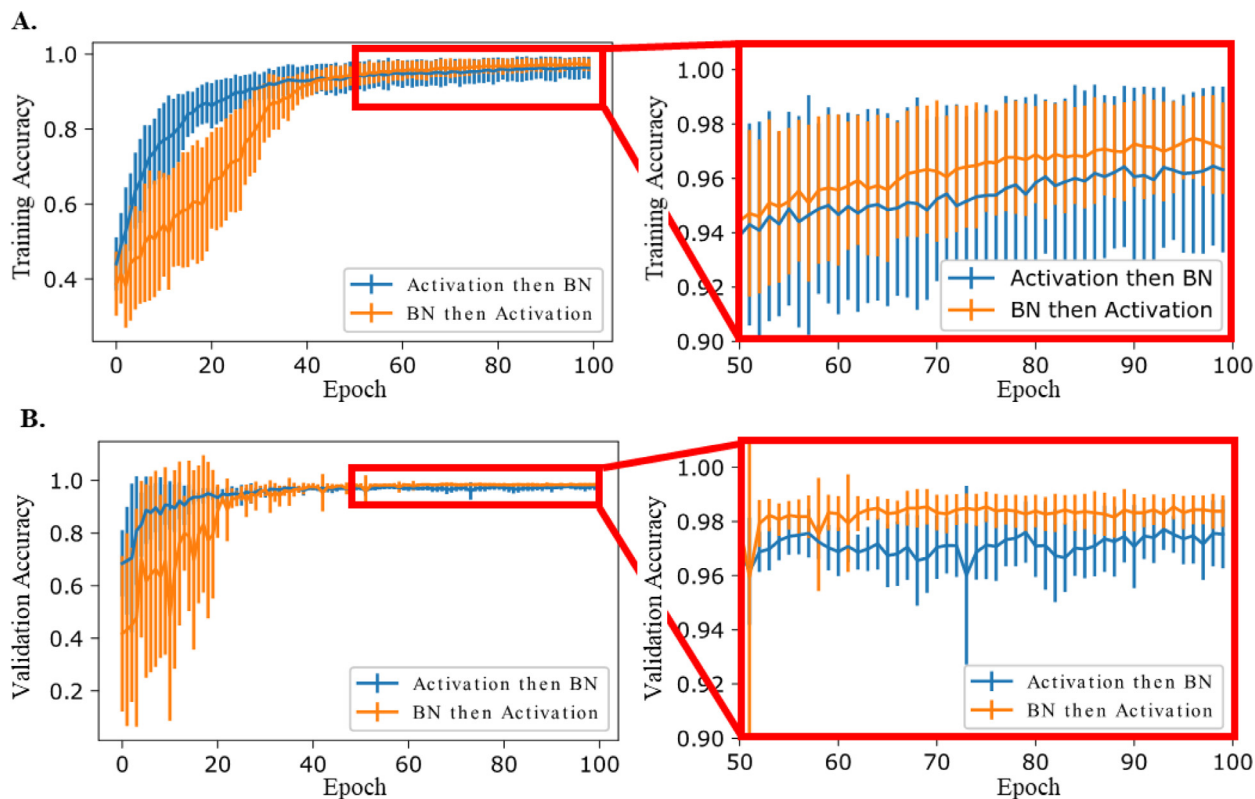 A.
1.0
0.8
0.6
0.4
Training Accuracy
0 20 40 60 80 100
Epoch
Activation then BN
BN then Activation
1.00
0.98
0.96
0.94
0.92
0.90
Training Accuracy
50 60 70 80 90 100
Epoch
Activation then BN
BN then Activation
B.
1.0
0.8
0.6
0.4
0.2
Validation Accuracy
0 20 40 60 80 100
Epoch
Activation then BN
BN then Activation
1.00
0.98
0.96
0.94
0.92
0.90
Validation Accuracy
50 60 70 80 90 100
Epoch
Activation then BN
BN then Activation